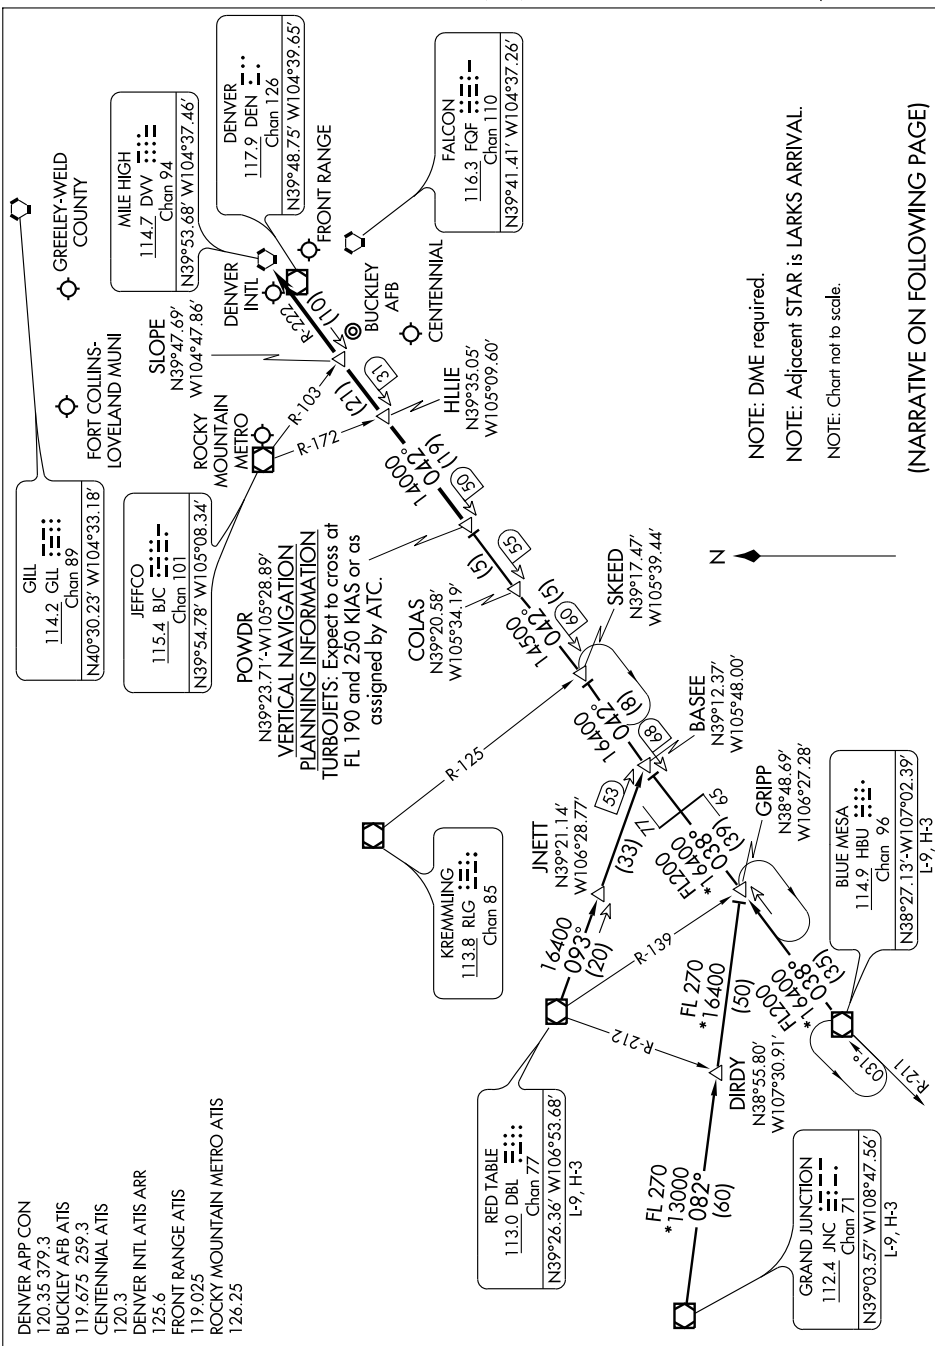 DENVER APP CON
120.35 379.3
BUCKLEY AFB ATIS
119.675 259.3
CENTENNIAL ATIS
120.3
DENVER INTL ATIS ARR
125.6
FRONT RANGE ATIS
119.025
ROCKY MOUNTAIN METRO ATIS
126.25
GILL
114.2 GLL
Chan 89
N40°30.23' W104°33.18'
JEFFCO
115.4 BJC
Chan 101
N39°54.78' W105°08.34'
FORT COLLINS-
LOVELAND MUNI
GREELEY-WELD
COUNTY
MILE HIGH
114.7 DVV
Chan 94
N39°53.68' W104°37.46'
DENVER
117.9 DEN
Chan 126
N39°48.75' W104°39.65'
FALCON
116.3 FQF
Chan 110
N39°41.41' W104°37.26'
ROCKY
MOUNTAIN
METRO
SLOPE
N39°47.69'
W104°47.86'
DENVER
INTL
FRONT RANGE
BUCKLEY
AFB
CENTENNIAL
R-222
(10)
R-103
R-172
(21)
31
HLLIE
N39°35.05'
W105°09.60'
14000
042°
(19)
50
POWDR
N39°23.71'-W105°28.89'
VERTICAL NAVIGATION
PLANNING INFORMATION
TURBOJETS: Expect to cross at
FL 190 and 250 KIAS or as
assigned by ATC.
(5)
55
COLAS
N39°20.58'
W105°34.19'
14500
042°
(5)
60
SKEED
N39°17.47'
W105°39.44'
R-125
KREMMLING
113.8 RLG
Chan 85
16400
042°
(8)
68
BASEE
N39°12.37'
W105°48.00'
53
JNETT
N39°21.14'
W106°28.77'
(33)
77
65
FL200
*16400
038°
(39)
GRIPP
N38°48.69'
W106°27.28'
16400
093°
(20)
R-139
R-212
RED TABLE
113.0 DBL
Chan 77
N39°26.36' W106°53.68'
L-9, H-3
FL 270
*16400
(50)
DIRDY
N38°55.80'
W107°30.91'
FL200
*16400
038°
(35)
BLUE MESA
114.9 HBU
Chan 96
N38°27.13'-W107°02.39'
L-9, H-3
031°
R-211
FL 270
*13000
082°
(60)
GRAND JUNCTION
112.4 JNC
Chan 71
N39°03.57' W108°47.56'
L-9, H-3
N
NOTE: DME required.
NOTE: Adjacent STAR is LARKS ARRIVAL.
NOTE: Chart not to scale.
(NARRATIVE ON FOLLOWING PAGE)